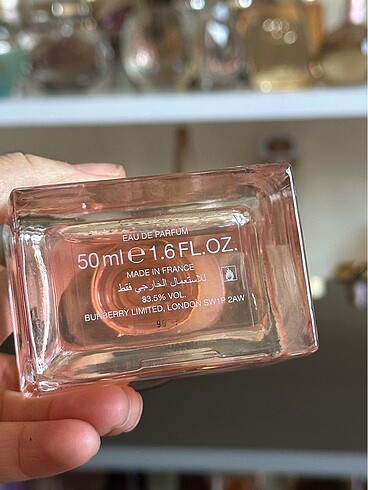 EAU DE PARFUM
50 ml e 1.6 FL.OZ.
MADE IN FRANCE
للاستعمال الخارجي فقط
83.5% VOL.
BURBERRY LIMITED, LONDON SW1P 2AW